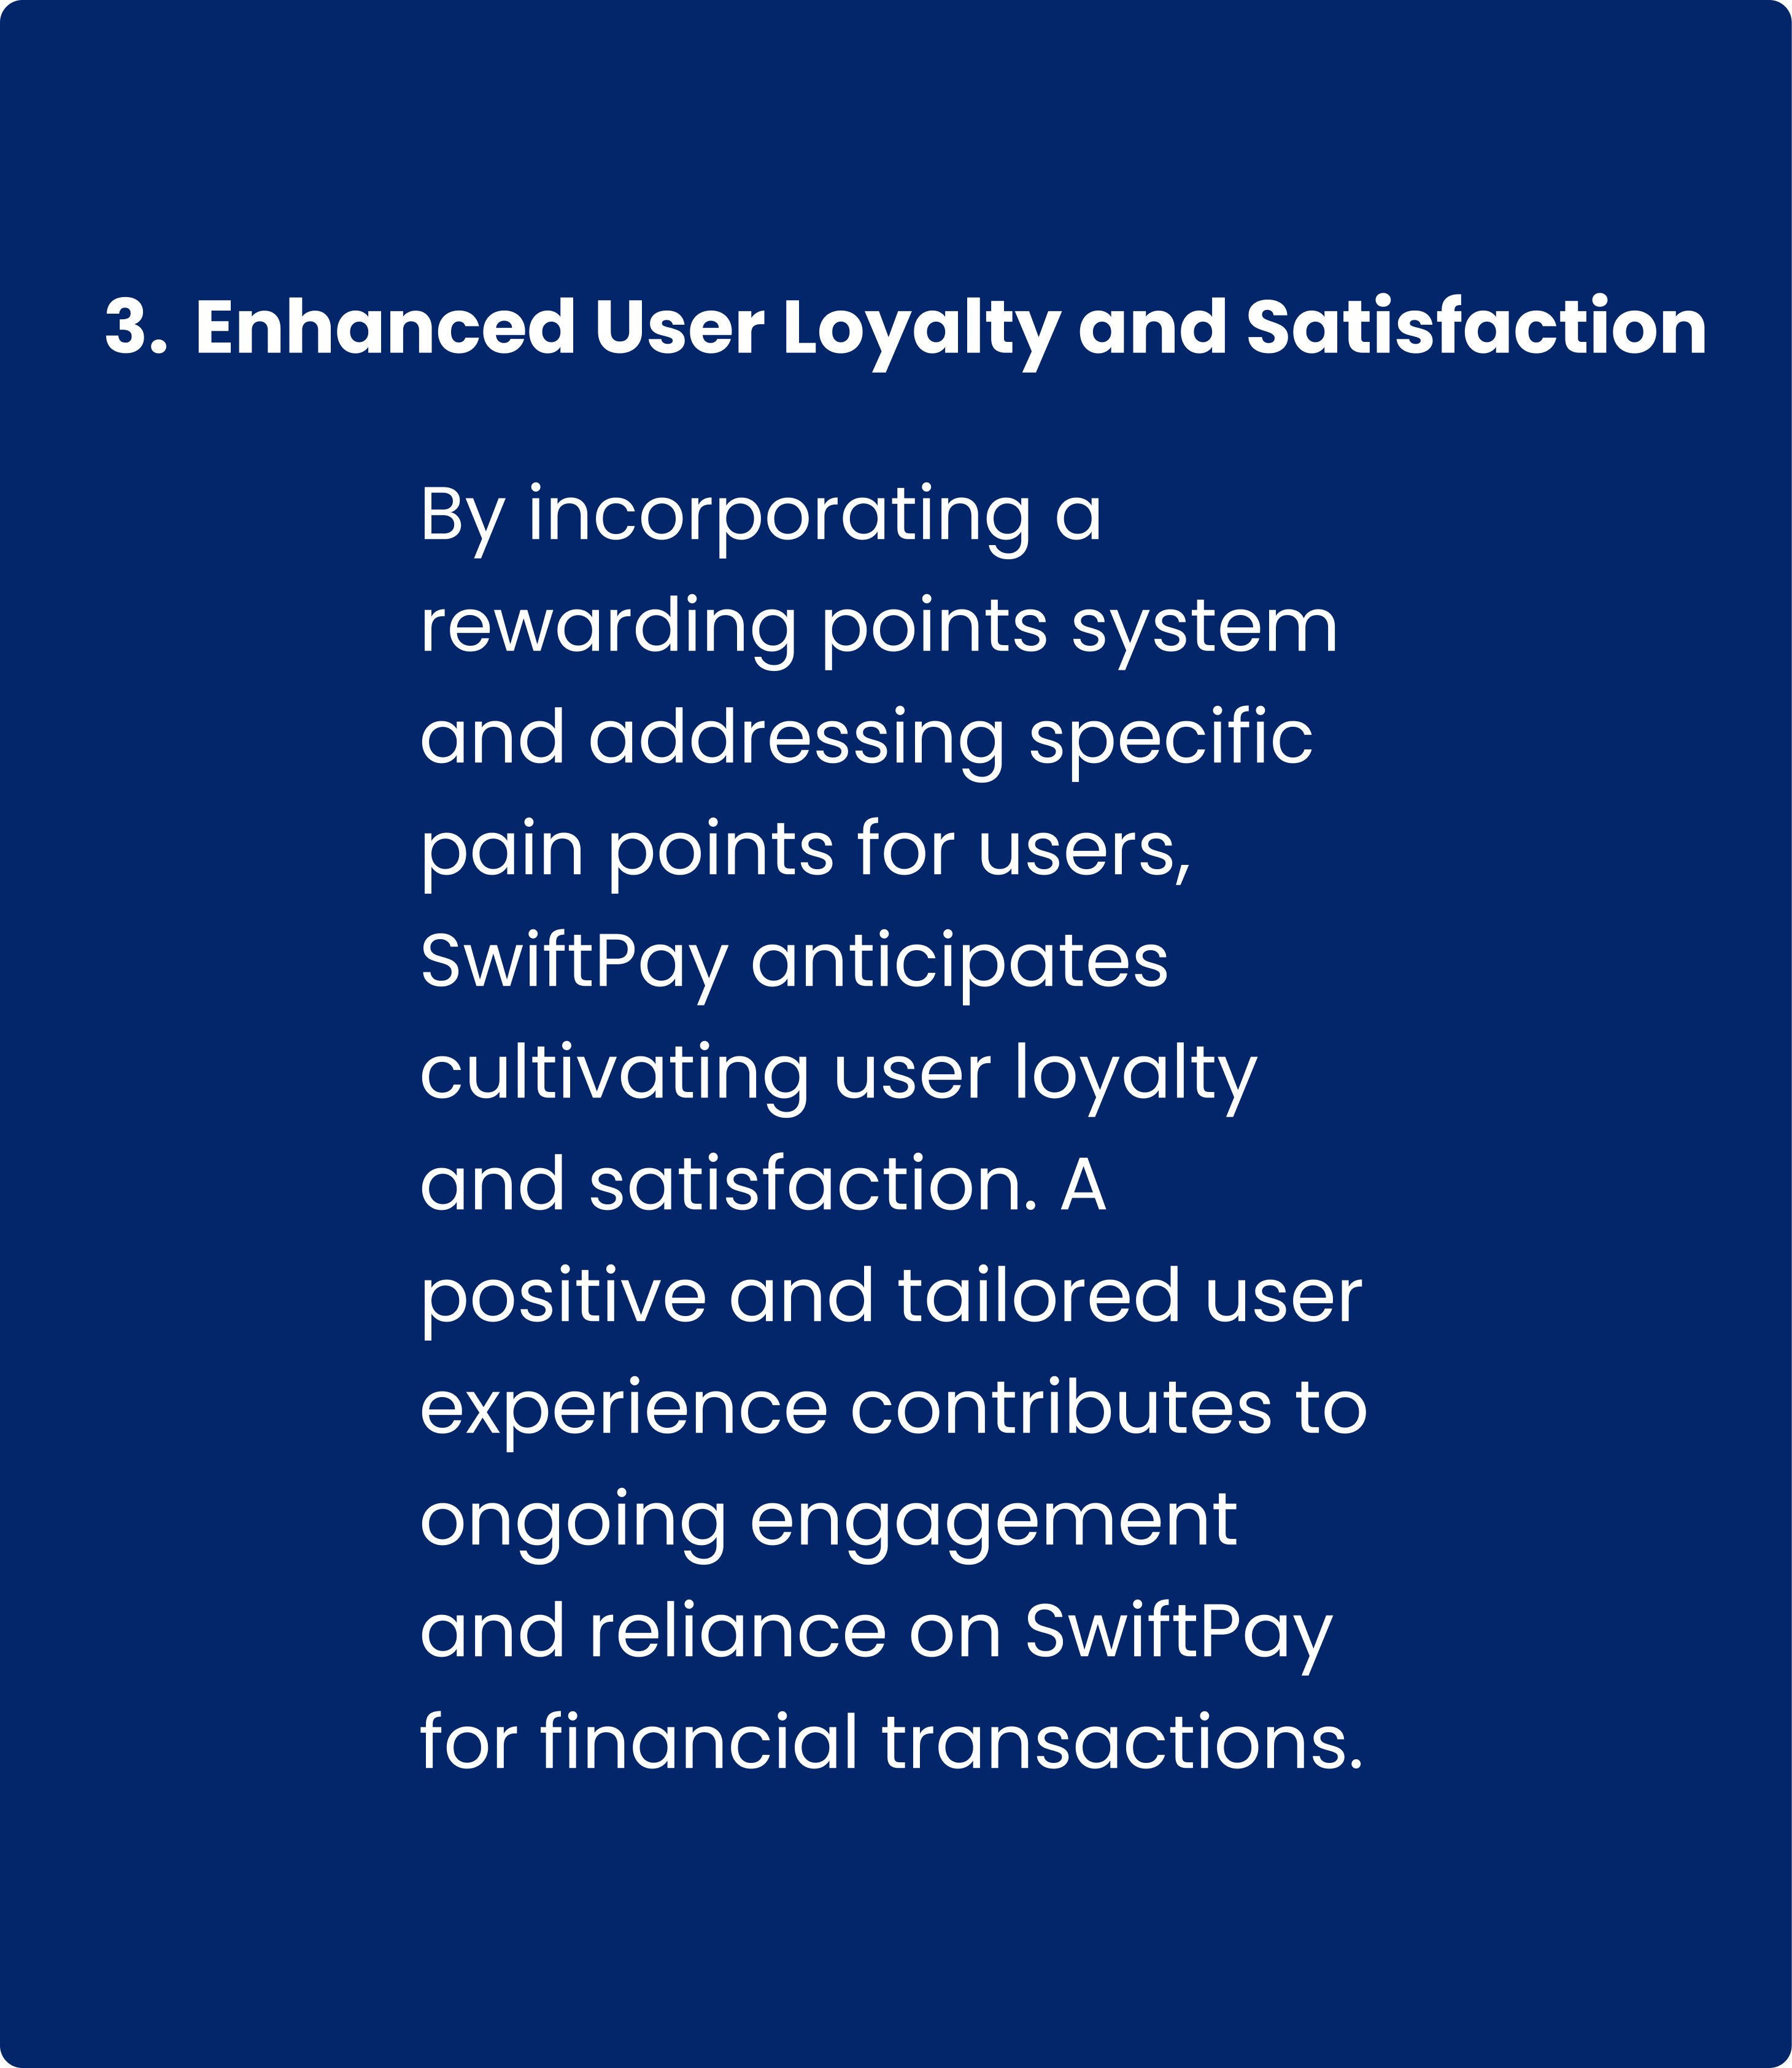 3. Enhanced User Loyalty and Satisfaction
By incorporating a
rewarding points system
and addressing specific
pain points for users,
SwiftPay anticipates
cultivating user loyalty
and satisfaction. A
positive and tailored user
experience contributes to
ongoing engagement
and reliance on SwiftPay
for financial transactions.